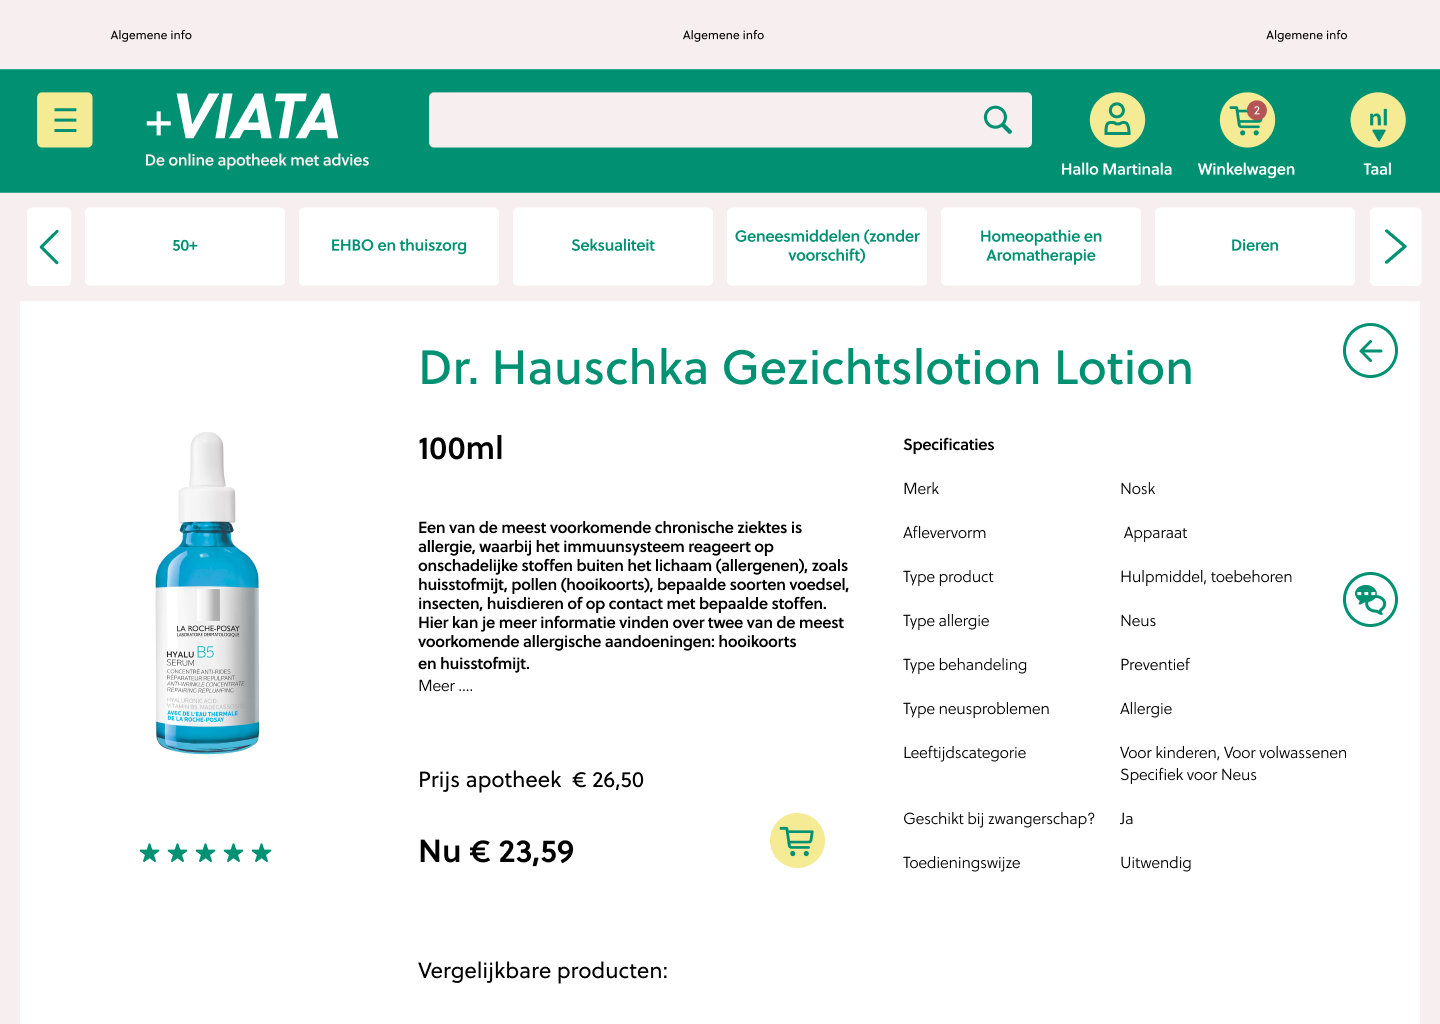 Algemene info
Algemene info
Algemene info
+VIATA
De online apotheek met advies
2
nl
Hallo Martinala
Winkelwagen
Taal
50+
EHBO en thuiszorg
Seksualiteit
Geneesmiddelen (zonder
voorschift)
Homeopathie en
Aromatherapie
Dieren
Dr. Hauschka Gezichtslotion Lotion
100ml
Een van de meest voorkomende chronische ziektes is
allergie, waarbij het immuunsysteem reageert op
onschadelijke stoffen buiten het lichaam (allergenen), zoals
huisstofmijt, pollen (hooikoorts), bepaalde soorten voedsel,
insecten, huisdieren of op contact met bepaalde stoffen.
Hier kan je meer informatie vinden over twee van de meest
voorkomende allergische aandoeningen: hooikoorts
en huisstofmijt.
Meer ....
Prijs apotheek € 26,50
Nu € 23,59
Specificaties
Merk Nosk
Aflevervorm Apparaat
Type product Hulpmiddel, toebehoren
Type allergie Neus
Type behandeling Preventief
Type neusproblemen Allergie
Leeftijdscategorie Voor kinderen, Voor volwassenen
Specifiek voor Neus
Geschikt bij zwangerschap? Ja
Toedieningswijze Uitwendig
LA ROCHE-POSAY
LABORATOIRE DERMATOLOGIQUE
HYALU B5
SERUM
CONCENTRÉ ANTI-RIDES
RÉPARATEUR REPULPANT
ANTI-WRINKLE CONCENTRATE
REPAIRING REPLUMPING
HYALURONIC ACID
VITAMIN B5, MADECASSOSIDE
AVEC DE L'EAU THERMALE
DE LA ROCHE-POSAY
Vergelijkbare producten: